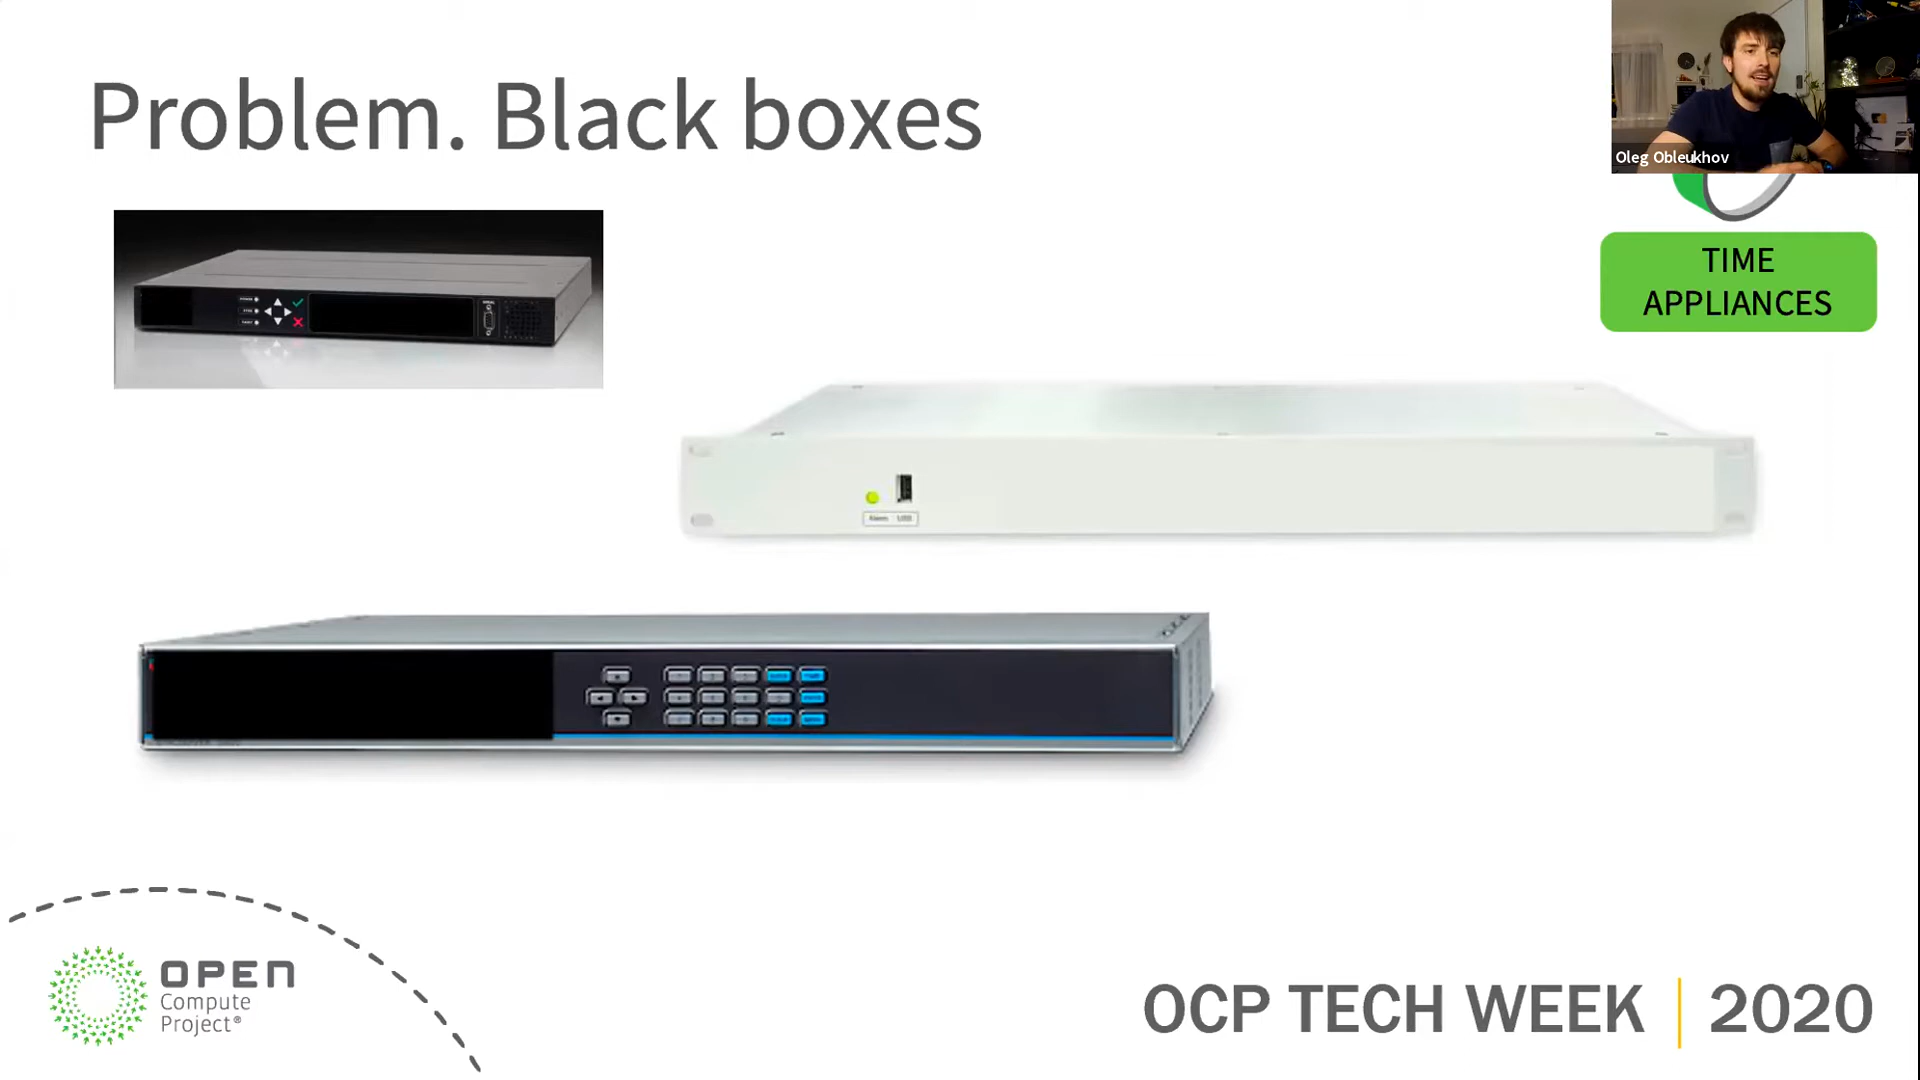 Problem. Black boxes
Oleg Obleukhov
TIME
APPLIANCES
OPEN
Compute
Project®
OCP TECH WEEK | 2020